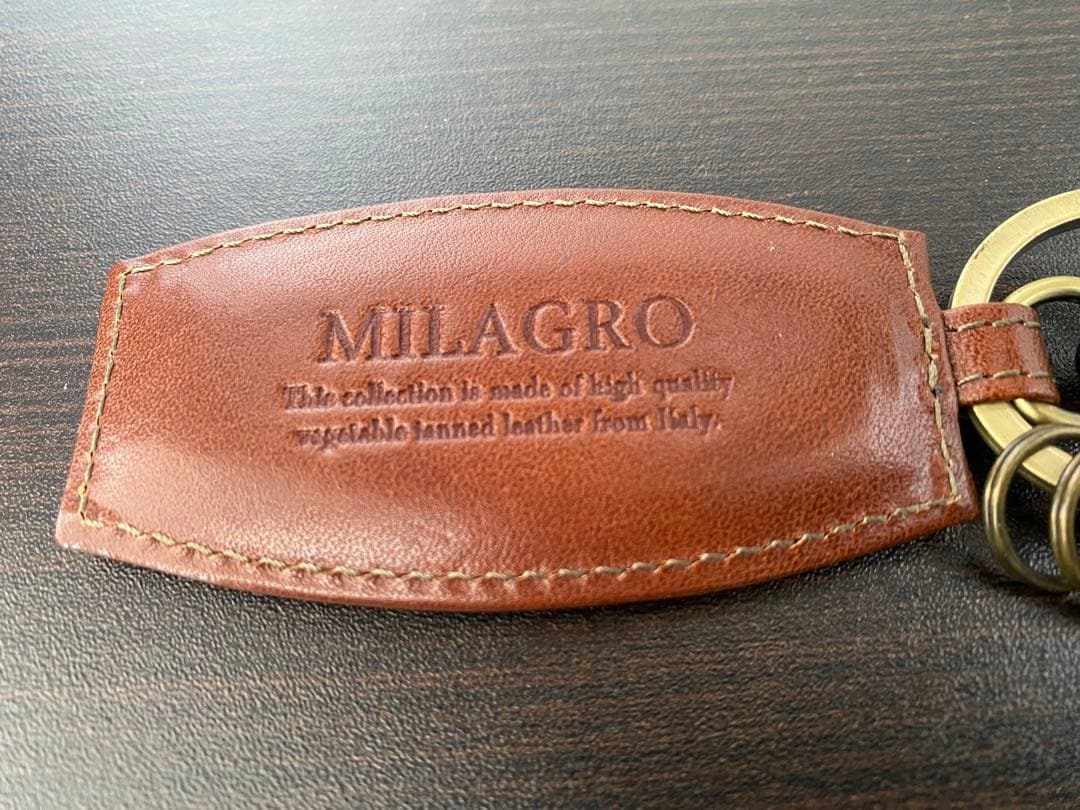 MILAGRO
This collection is made of high quality
vegetable tanned leather from Italy.